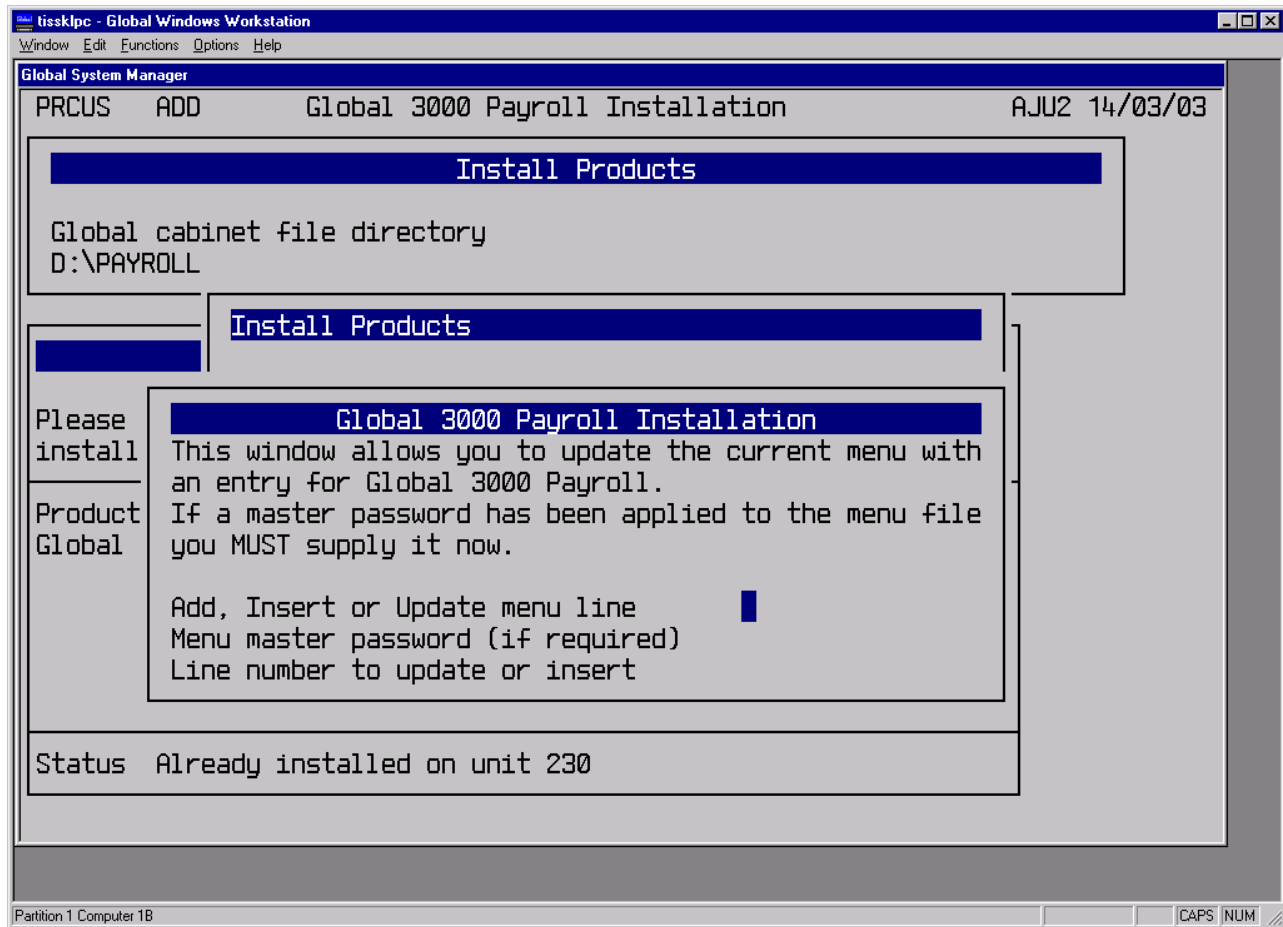 tissklpc - Global Windows Workstation
Window Edit Functions Options Help
Global System Manager
PRCUS ADD Global 3000 Payroll Installation AJU2 14/03/03
Install Products
Global cabinet file directory
D:\PAYROLL
Install Products
Please
install
Product
Global
Global 3000 Payroll Installation
This window allows you to update the current menu with
an entry for Global 3000 Payroll.
If a master password has been applied to the menu file
you MUST supply it now.
Add, Insert or Update menu line
Menu master password (if required)
Line number to update or insert
Status Already installed on unit 230
Partition 1 Computer 1B
CAPS NUM